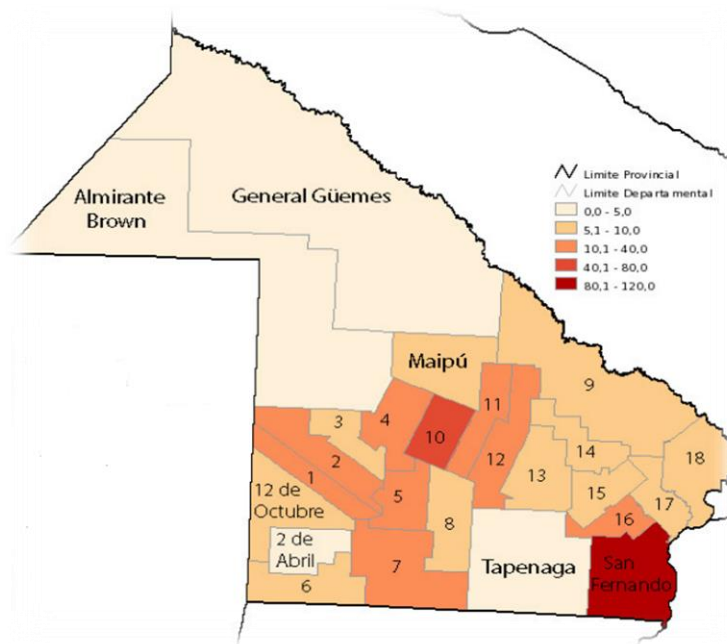 Almirante
Brown
General Güemes
Limite Provincial
Limite Departamental
0,0 - 5,0
5,1 - 10,0
10,1 - 40,0
40,1 - 80,0
80,1 - 120,0
Maipú
9
11
4
3
10
12
2
13
14
18
1
12 de
Octubre
5
15
17
8
16
2 de
Abril
7
Tapenaga
San
Fernando
6